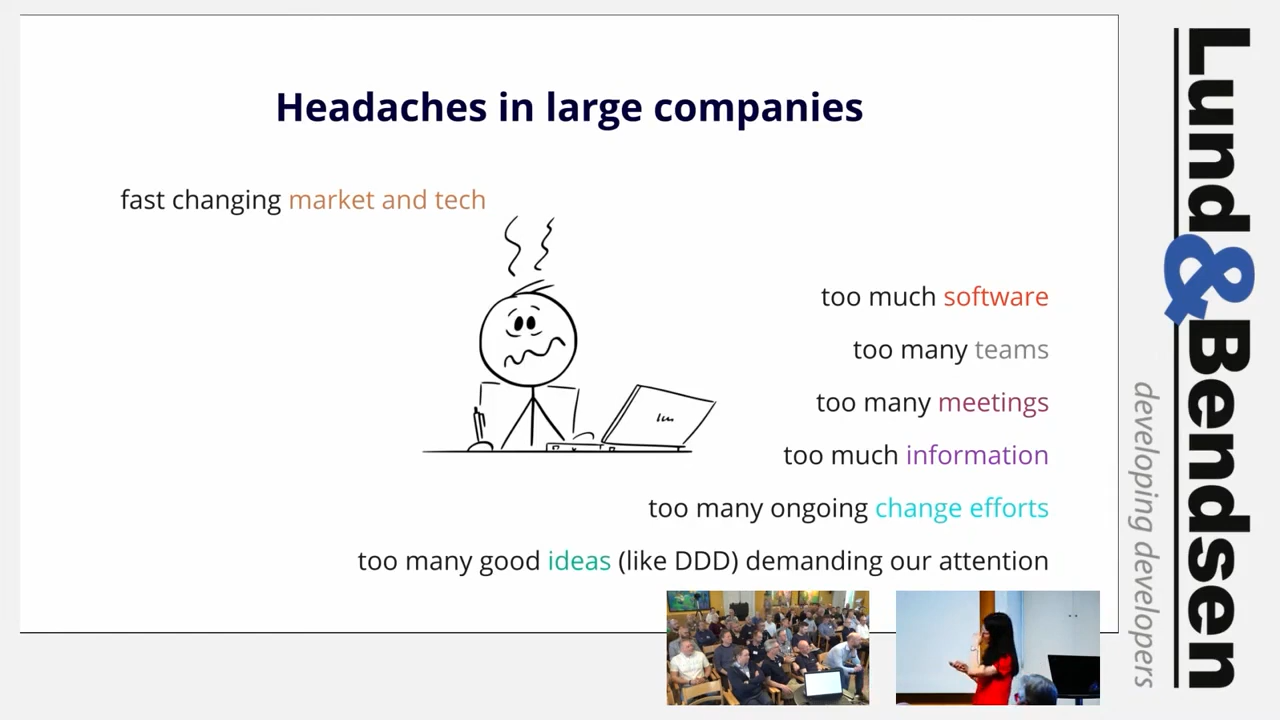 Headaches in large companies
fast changing market and tech
too much software
too many teams
too many meetings
too much information
too many ongoing change efforts
too many good ideas (like DDD) demanding our attention
Lund&Bendsen
developing developers